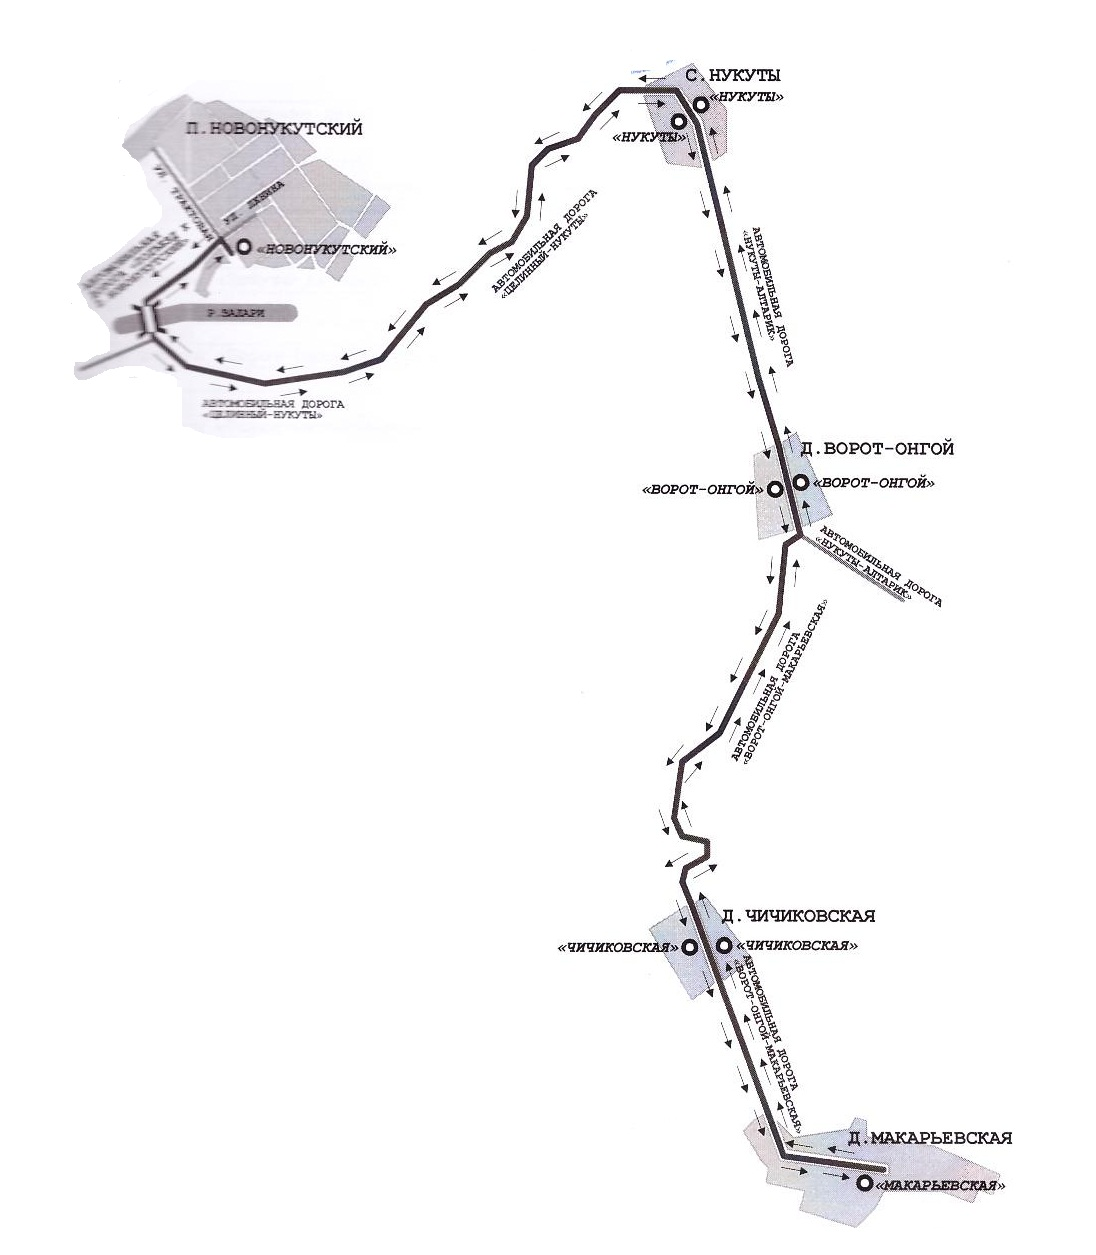 С.НУКУТЫ
«НУКУТЫ»
«НУКУТЫ»
П.НОВОНУКУТСКИЙ
УЛ. ТРАКТОВАЯ
УЛ. ЛЕНИНА
«НОВОНУКУТСКИЙ»
АВТОМОБИЛЬНАЯ
Р.ЗАЛАРИ
АВТОМОБИЛЬНАЯ ДОРОГА
«ЦЕЛИННЫЙ-НУКУТЫ»
АВТОМОБИЛЬНАЯ ДОРОГА
«ЦЕЛИННЫЙ-НУКУТЫ»
АВТОМОБИЛЬНАЯ ДОРОГА
«НУКУТЫ-АЛТАРИК»
Д.ВОРОТ-ОНГОЙ
«ВОРОТ-ОНГОЙ»
«ВОРОТ-ОНГОЙ»
АВТОМОБИЛЬНАЯ ДОРОГА
«НУКУТЫ-АЛТАРИК»
АВТОМОБИЛЬНАЯ ДОРОГА
«ВОРОТ-ОНГОЙ-МАКАРЬЕВСКАЯ»
Д.ЧИЧИКОВСКАЯ
«ЧИЧИКОВСКАЯ»
«ЧИЧИКОВСКАЯ»
АВТОМОБИЛЬНАЯ ДОРОГА
«ВОРОТ-ОНГОЙ-МАКАРЬЕВСКАЯ»
Д.МАКАРЬЕВСКАЯ
«МАКАРЬЕВСКАЯ»